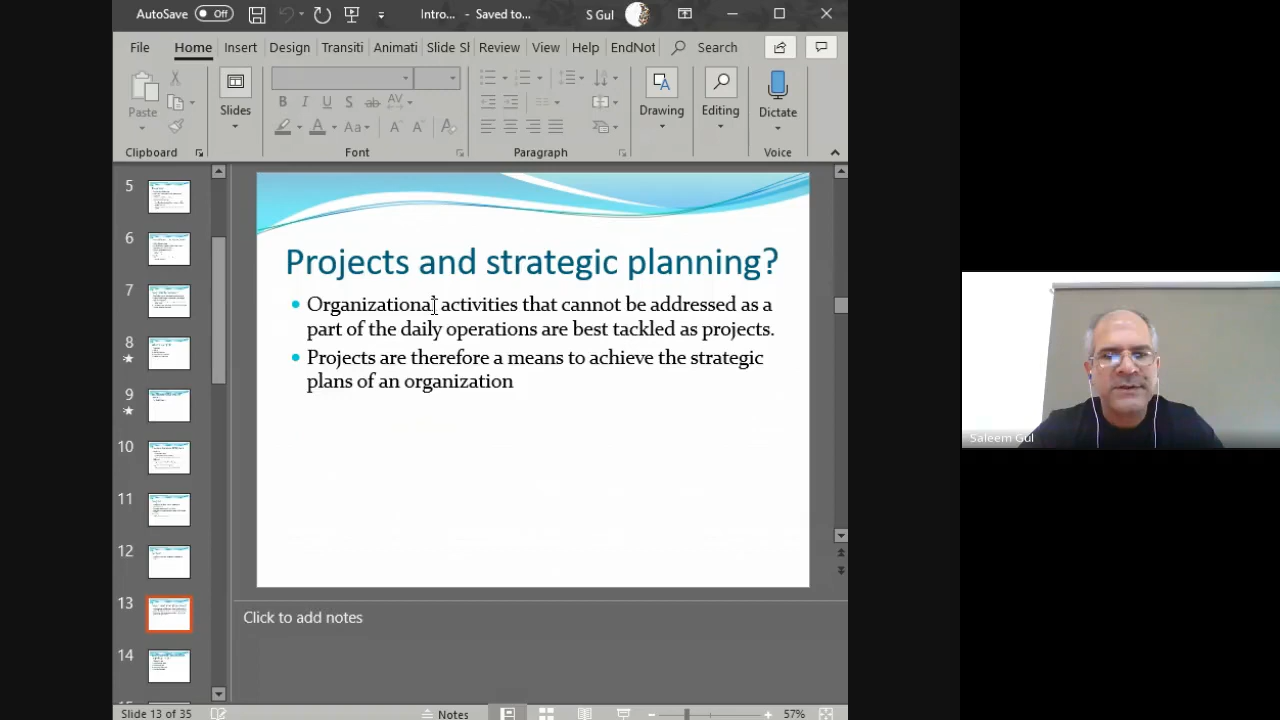 AutoSave Off Intro... - Saved to... S Gul
File Home Insert Design Transiti Animati Slide Sh Review View Help EndNot Search
Paste Slides Drawing Editing Dictate
B I U S ab AV
A Aa A A A
Clipboard Font Paragraph Voice
5
6
7
8
9
10
11
12
13
14
Projects and strategic planning?
Organizational activities that cannot be addressed as a
part of the daily operations are best tackled as projects.
Projects are therefore a means to achieve the strategic
plans of an organization
Click to add notes
Slide 13 of 35 Notes 57%
Saleem Gul